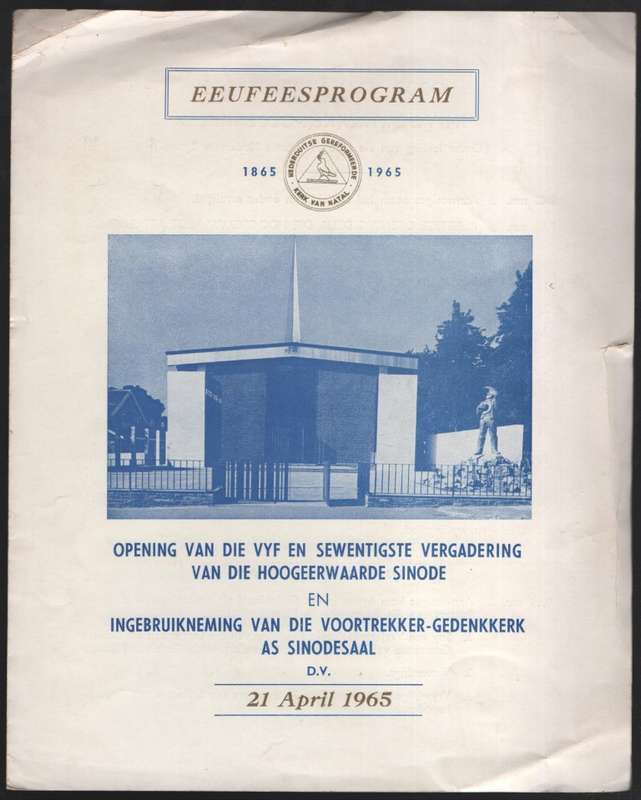 EEUFEESPROGRAM
1865
NEDERDUITSE GEREFORMEERDE
KERK VAN NATAL
1965
OPENING VAN DIE VYF EN SEWENTIGSTE VERGADERING
VAN DIE HOOGEERWAARDE SINODE
EN
INGEBRUIKNEMING VAN DIE VOORTREKKER-GEDENKKERK
AS SINODESAAL
D.V.
21 April 1965